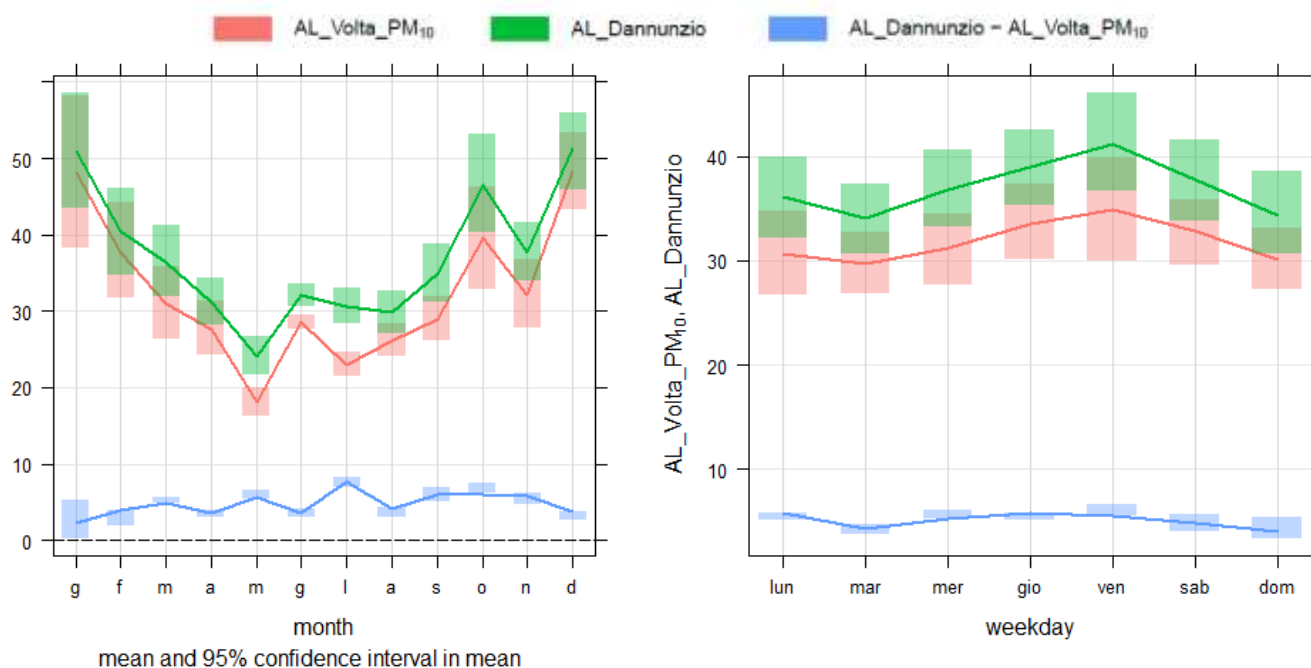 AL_Volta_PM₁₀ AL_Dannunzio AL_Dannunzio − AL_Volta_PM₁₀
50
40
30
20
10
0
g f m a m g l a s o n d
month
mean and 95% confidence interval in mean
AL_Volta_PM₁₀, AL_Dannunzio
40
30
20
10
lun mar mer gio ven sab dom
weekday